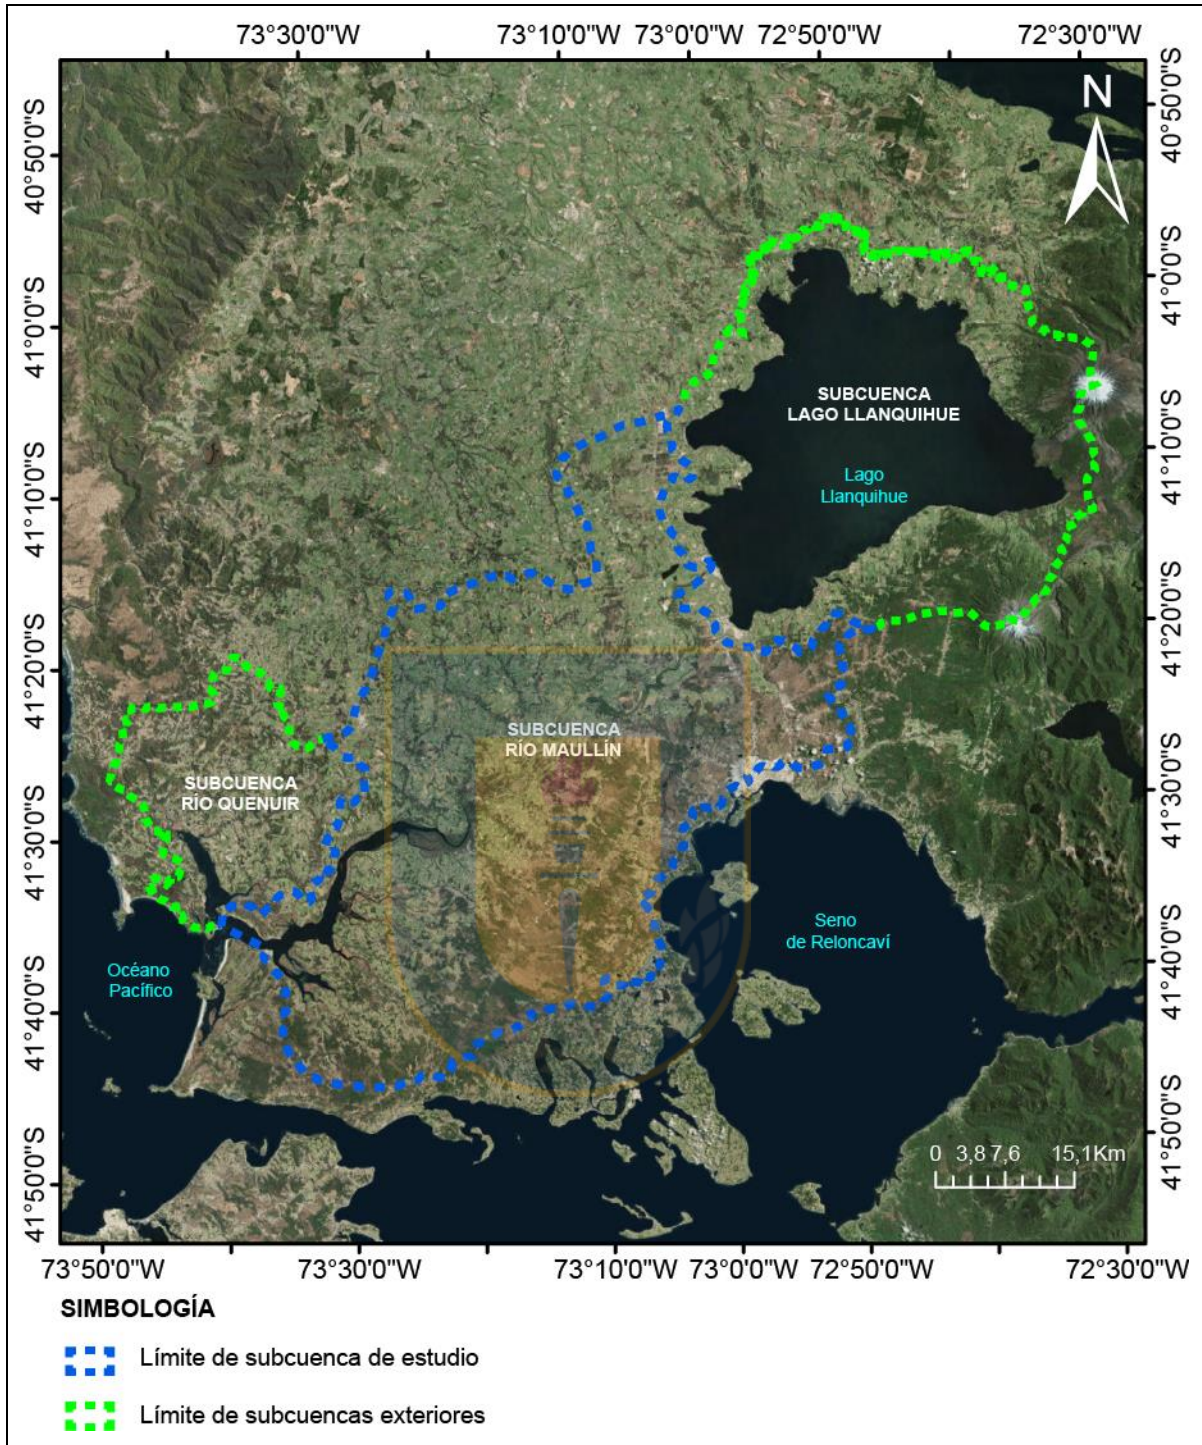 73°30'0"W 73°10'0"W 73°0'0"W 72°50'0"W 72°30'0"W
40°50'0"S
41°0'0"S
41°10'0"S
41°20'0"S
41°30'0"S
41°40'0"S
41°50'0"S
40°50'0"S
41°0'0"S
41°10'0"S
41°20'0"S
41°30'0"S
41°40'0"S
41°50'0"S
N
SUBCUENCA
LAGO LLANQUIHUE
Lago
Llanquihue
SUBCUENCA
RÍO MAULLÍN
SUBCUENCA
RÍO QUENUIR
Seno
de Reloncaví
Océano
Pacífico
0 3,8 7,6 15,1Km
73°50'0"W 73°30'0"W 73°10'0"W 73°0'0"W 72°50'0"W 72°30'0"W
SIMBOLOGÍA
Límite de subcuenca de estudio
Límite de subcuencas exteriores